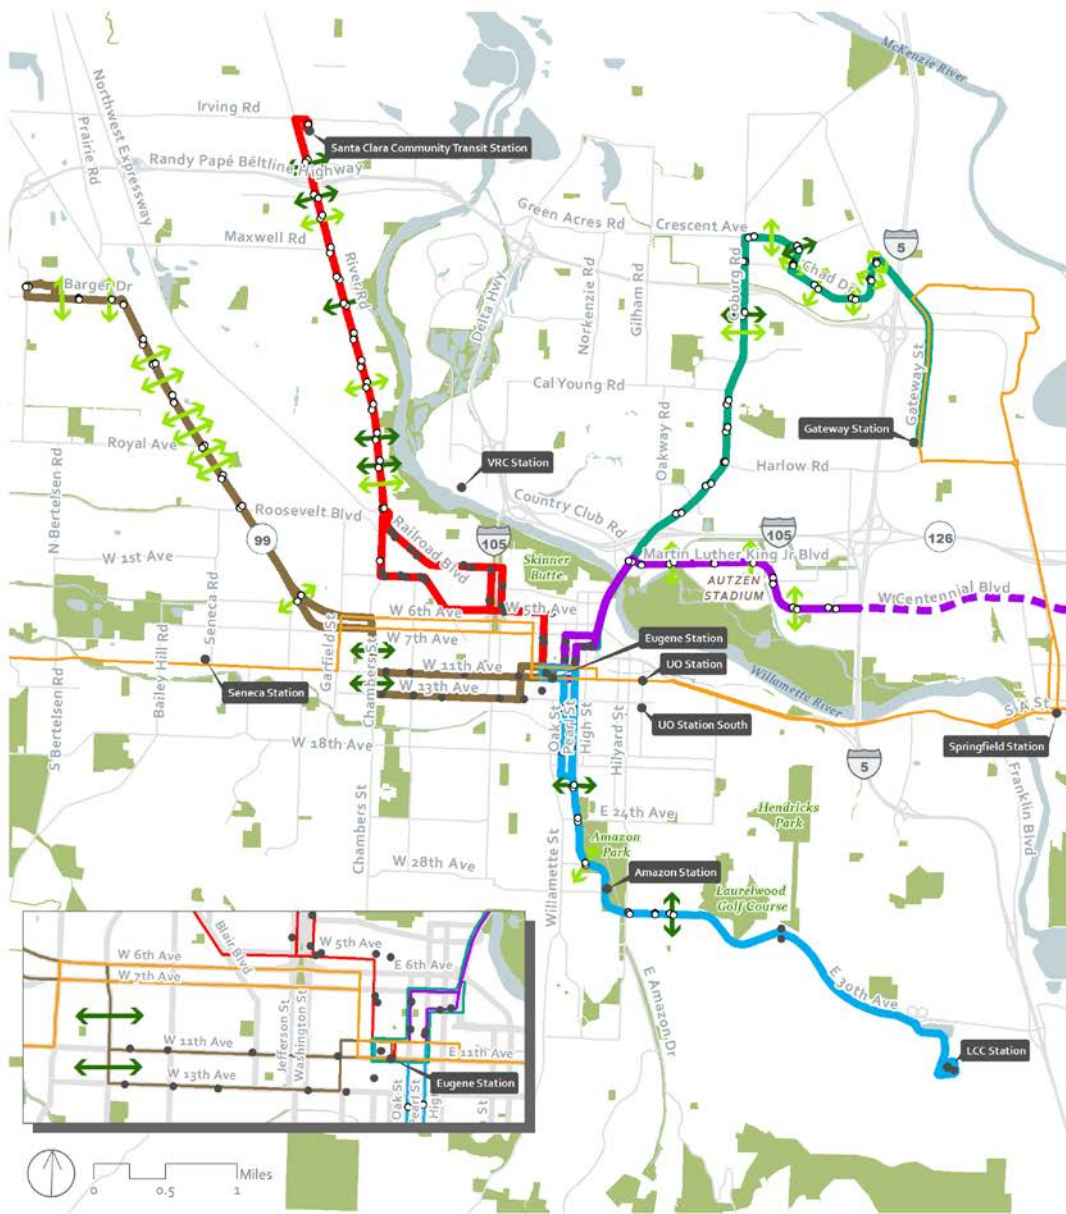 McKenzie River
Irving Rd
Northwest Expressway
Prairie Rd
Santa Clara Community Transit Station
Randy Papé Beltline Highway
Green Acres Rd
Crescent Ave
5
Maxwell Rd
River Rd
Delta Hwy
Norkenzie Rd
Gilham Rd
Coburg Rd
Chad Dr
Barger Dr
Cal Young Rd
Gateway St
Oakway Rd
Gateway Station
Royal Ave
N Bertelsen Rd
VRC Station
Harlow Rd
Country Club Rd
Roosevelt Blvd
Railroad Blvd
99
105
105
126
W 1st Ave
Skinner
Butte
Martin Luther King Jr Blvd
AUTZEN
STADIUM
W Centennial Blvd
Seneca Rd
W 6th Ave
W 5th Ave
W 7th Ave
Eugene Station
Bailey Hill Rd
Garfield St
Chambers St
W 11th Ave
UO Station
W 13th Ave
Seneca Station
Willamette River
S Bertelsen Rd
Oak St
Pearl St
High St
Hilyard St
UO Station South
S A St
W 18th Ave
Springfield Station
5
Franklin Blvd
Chambers St
E 24th Ave
Hendricks
Park
Amazon
Park
Willamette St
W 28th Ave
Amazon Station
Laurelwood
Golf Course
E Amazon Dr
E 30th Ave
LCC Station
Blair Blvd
W 5th Ave
W 6th Ave
E 6th Ave
W 7th Ave
Jefferson St
Washington St
W 11th Ave
E 11th Ave
W 13th Ave
Eugene Station
Oak St
Pearl St
0 0.5 1 Miles